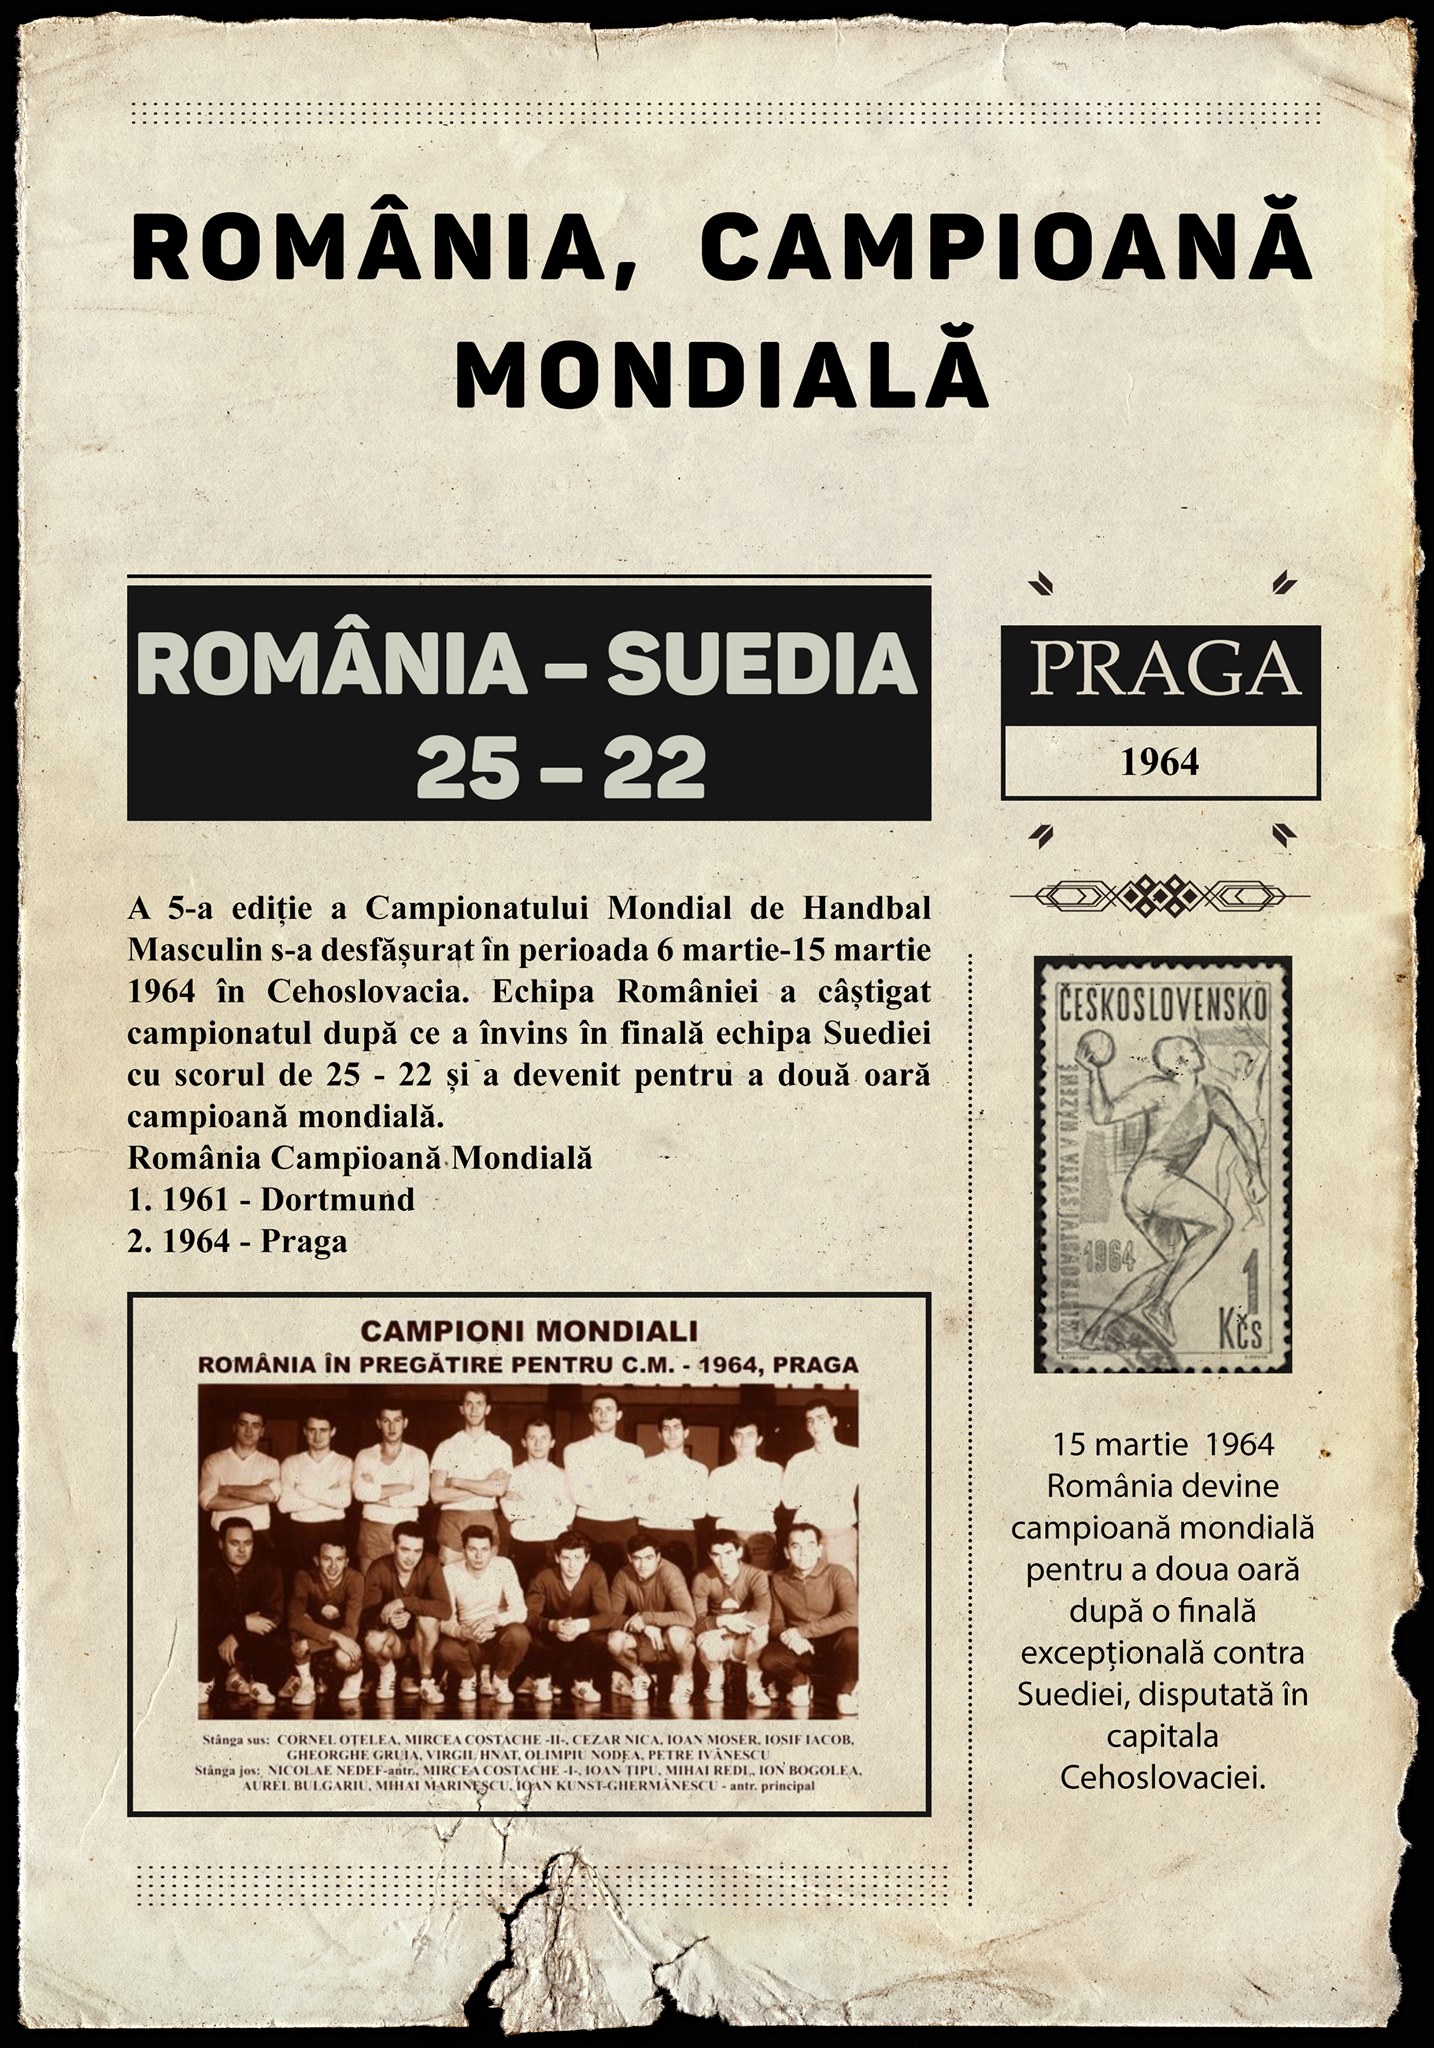 ROMÂNIA, CAMPIOANĂ
MONDIALĂ
ROMÂNIA – SUEDIA
25 – 22
A 5-a ediție a Campionatului Mondial de Handbal
Masculin s-a desfășurat în perioada 6 martie-15 martie
1964 în Cehoslovacia. Echipa României a câștigat
campionatul după ce a învins în finală echipa Suediei
cu scorul de 25 - 22 și a devenit pentru a două oară
campioană mondială.
România Campioană Mondială
1. 1961 - Dortmund
2. 1964 - Praga
CAMPIONI MONDIALI
ROMÂNIA ÎN PREGĂTIRE PENTRU C.M. - 1964, PRAGA
Stânga sus: CORNEL OȚELEA, MIRCEA COSTACHE -II-, CEZAR NICA, IOAN MOSER, IOSIF IACOB,
GHEORGHE GRUIA, VIRGIL HNAT, OLIMPIU NODEA, PETRE IVĂNESCU
Stânga jos: NICOLAE NEDEF-antr., MIRCEA COSTACHE -I-, IOAN ȚIPU, MIHAI REDL, ION BOGOLEA,
AUREL BULGARIU, MIHAI MARINESCU, IOAN KUNST-GHERMĂNESCU - antr. principal
PRAGA
1964
ČESKOSLOVENSKO
MISTROVSTVÍ SVĚTA V HÁZENÉ
1964
1
Kčs
15 martie 1964
România devine
campioană mondială
pentru a doua oară
după o finală
excepțională contra
Suediei, disputată în
capitala
Cehoslovaciei.